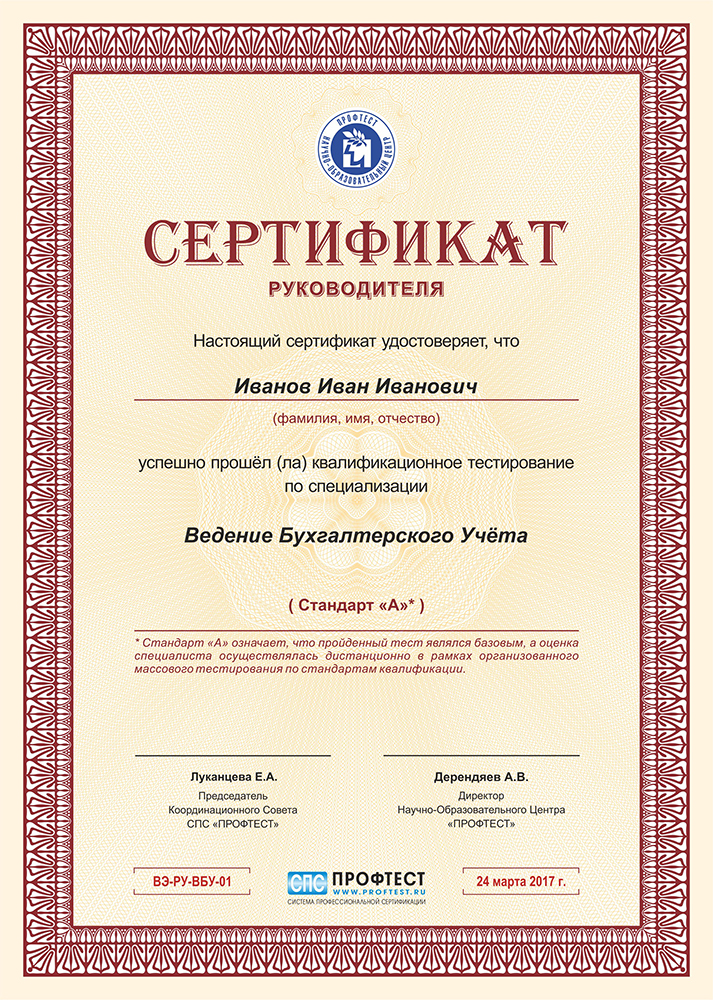 ПРОФТЕСТ
НАУЧНО-ОБРАЗОВАТЕЛЬНЫЙ ЦЕНТР
СЕРТИФИКАТ
РУКОВОДИТЕЛЯ
Настоящий сертификат удостоверяет, что
Иванов Иван Иванович
(фамилия, имя, отчество)
успешно прошёл (ла) квалификационное тестирование
по специализации
Ведение Бухгалтерского Учёта
( Стандарт «А»* )
* Стандарт «А» означает, что пройденный тест являлся базовым, а оценка
специалиста осуществлялась дистанционно в рамках организованного
массового тестирования по стандартам квалификации.
Луканцева Е.А.
Председатель
Координационного Совета
СПС «ПРОФТЕСТ»
Дерендяев А.В.
Директор
Научно-Образовательного Центра
«ПРОФТЕСТ»
ВЭ-РУ-ВБУ-01
СПС ПРОФТЕСТ
WWW.PROFTEST.RU
СИСТЕМА ПРОФЕССИОНАЛЬНОЙ СЕРТИФИКАЦИИ
24 марта 2017 г.